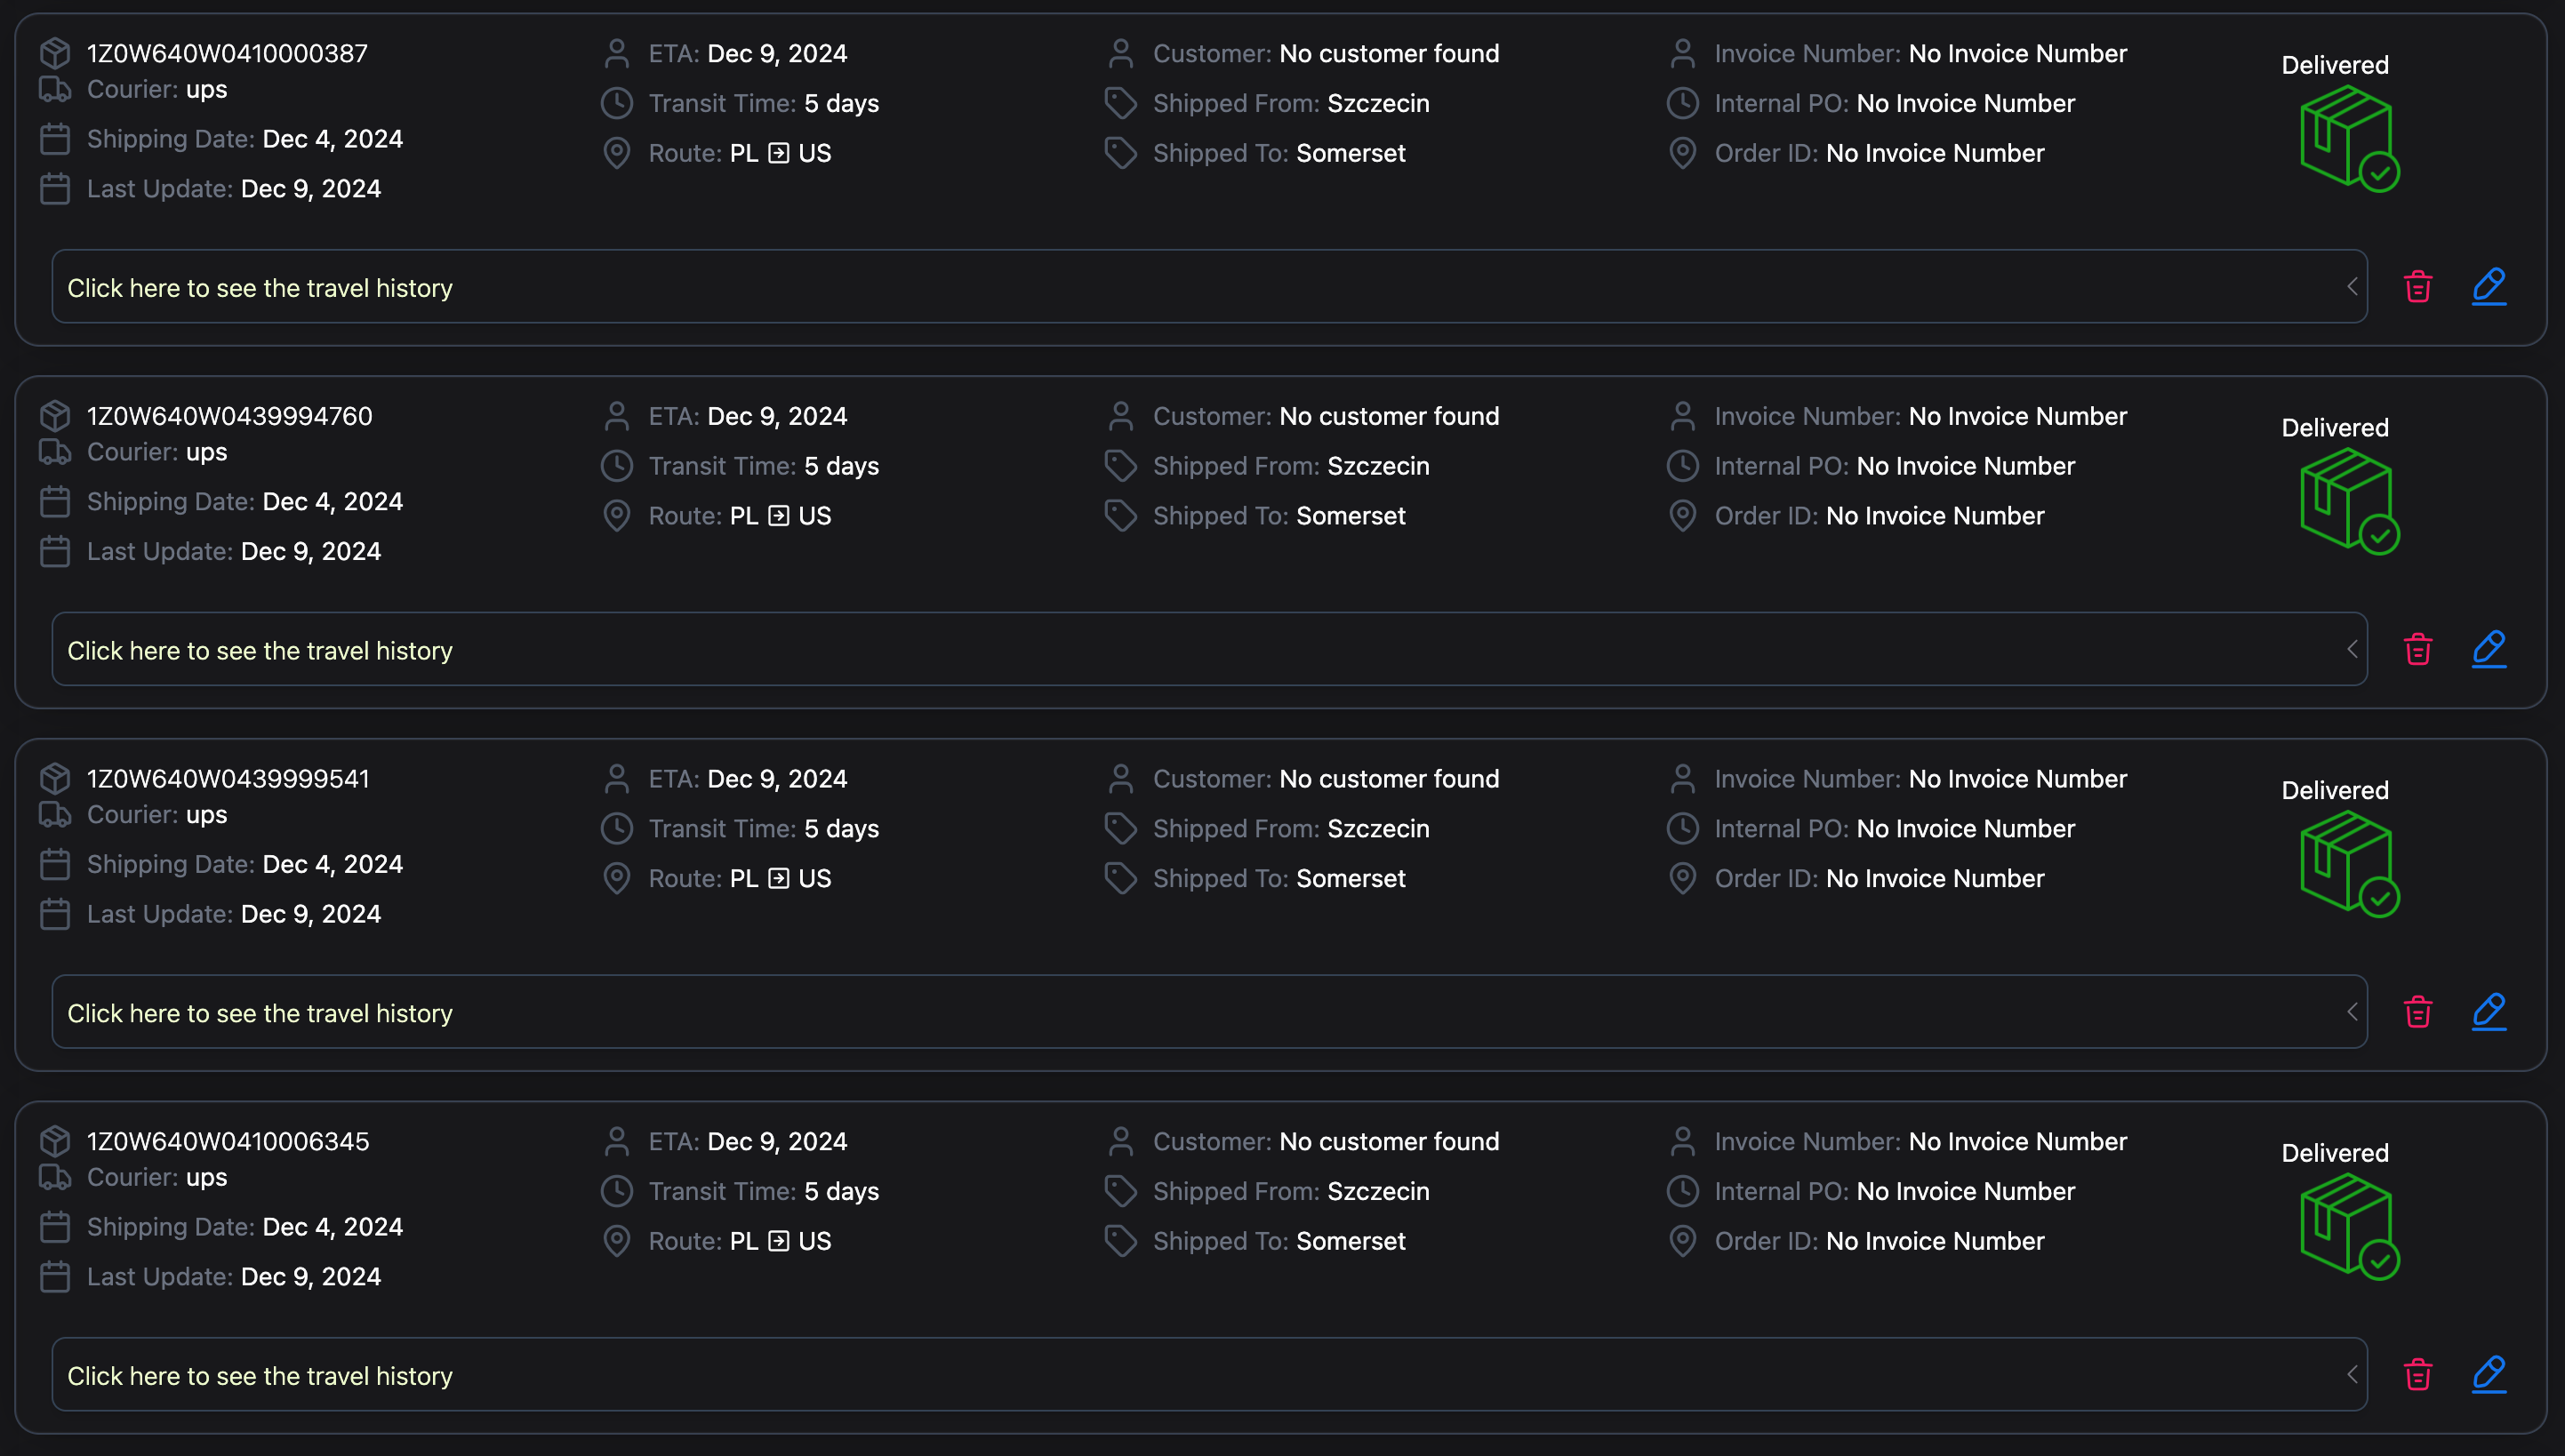 1Z0W640W0410000387
Courier: ups
Shipping Date: Dec 4, 2024
Last Update: Dec 9, 2024
ETA: Dec 9, 2024
Transit Time: 5 days
Route: PL US
Customer: No customer found
Shipped From: Szczecin
Shipped To: Somerset
Invoice Number: No Invoice Number
Internal PO: No Invoice Number
Order ID: No Invoice Number
Delivered
Click here to see the travel history
1Z0W640W0439994760
Courier: ups
Shipping Date: Dec 4, 2024
Last Update: Dec 9, 2024
ETA: Dec 9, 2024
Transit Time: 5 days
Route: PL US
Customer: No customer found
Shipped From: Szczecin
Shipped To: Somerset
Invoice Number: No Invoice Number
Internal PO: No Invoice Number
Order ID: No Invoice Number
Delivered
Click here to see the travel history
1Z0W640W0439999541
Courier: ups
Shipping Date: Dec 4, 2024
Last Update: Dec 9, 2024
ETA: Dec 9, 2024
Transit Time: 5 days
Route: PL US
Customer: No customer found
Shipped From: Szczecin
Shipped To: Somerset
Invoice Number: No Invoice Number
Internal PO: No Invoice Number
Order ID: No Invoice Number
Delivered
Click here to see the travel history
1Z0W640W0410006345
Courier: ups
Shipping Date: Dec 4, 2024
Last Update: Dec 9, 2024
ETA: Dec 9, 2024
Transit Time: 5 days
Route: PL US
Customer: No customer found
Shipped From: Szczecin
Shipped To: Somerset
Invoice Number: No Invoice Number
Internal PO: No Invoice Number
Order ID: No Invoice Number
Delivered
Click here to see the travel history